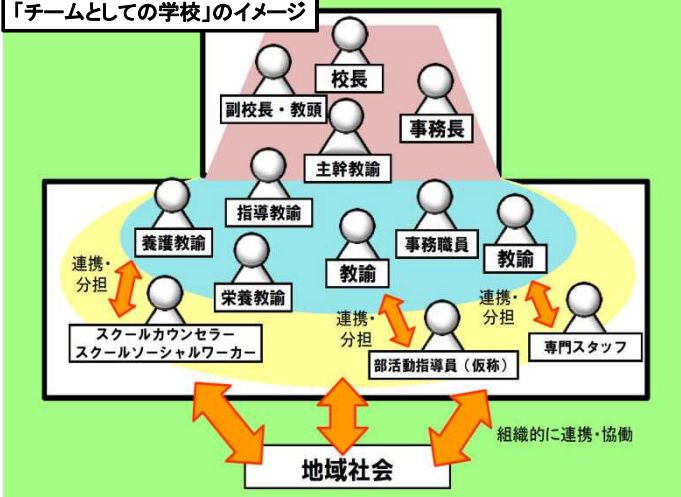 「チームとしての学校」のイメージ
校長
副校長・教頭
事務長
主幹教諭
指導教諭
養護教諭
事務職員
教諭
教諭
栄養教諭
連携・
分担
スクールカウンセラー
スクールソーシャルワーカー
連携・
分担
部活動指導員（仮称）
連携・
分担
専門スタッフ
組織的に連携・協働
地域社会